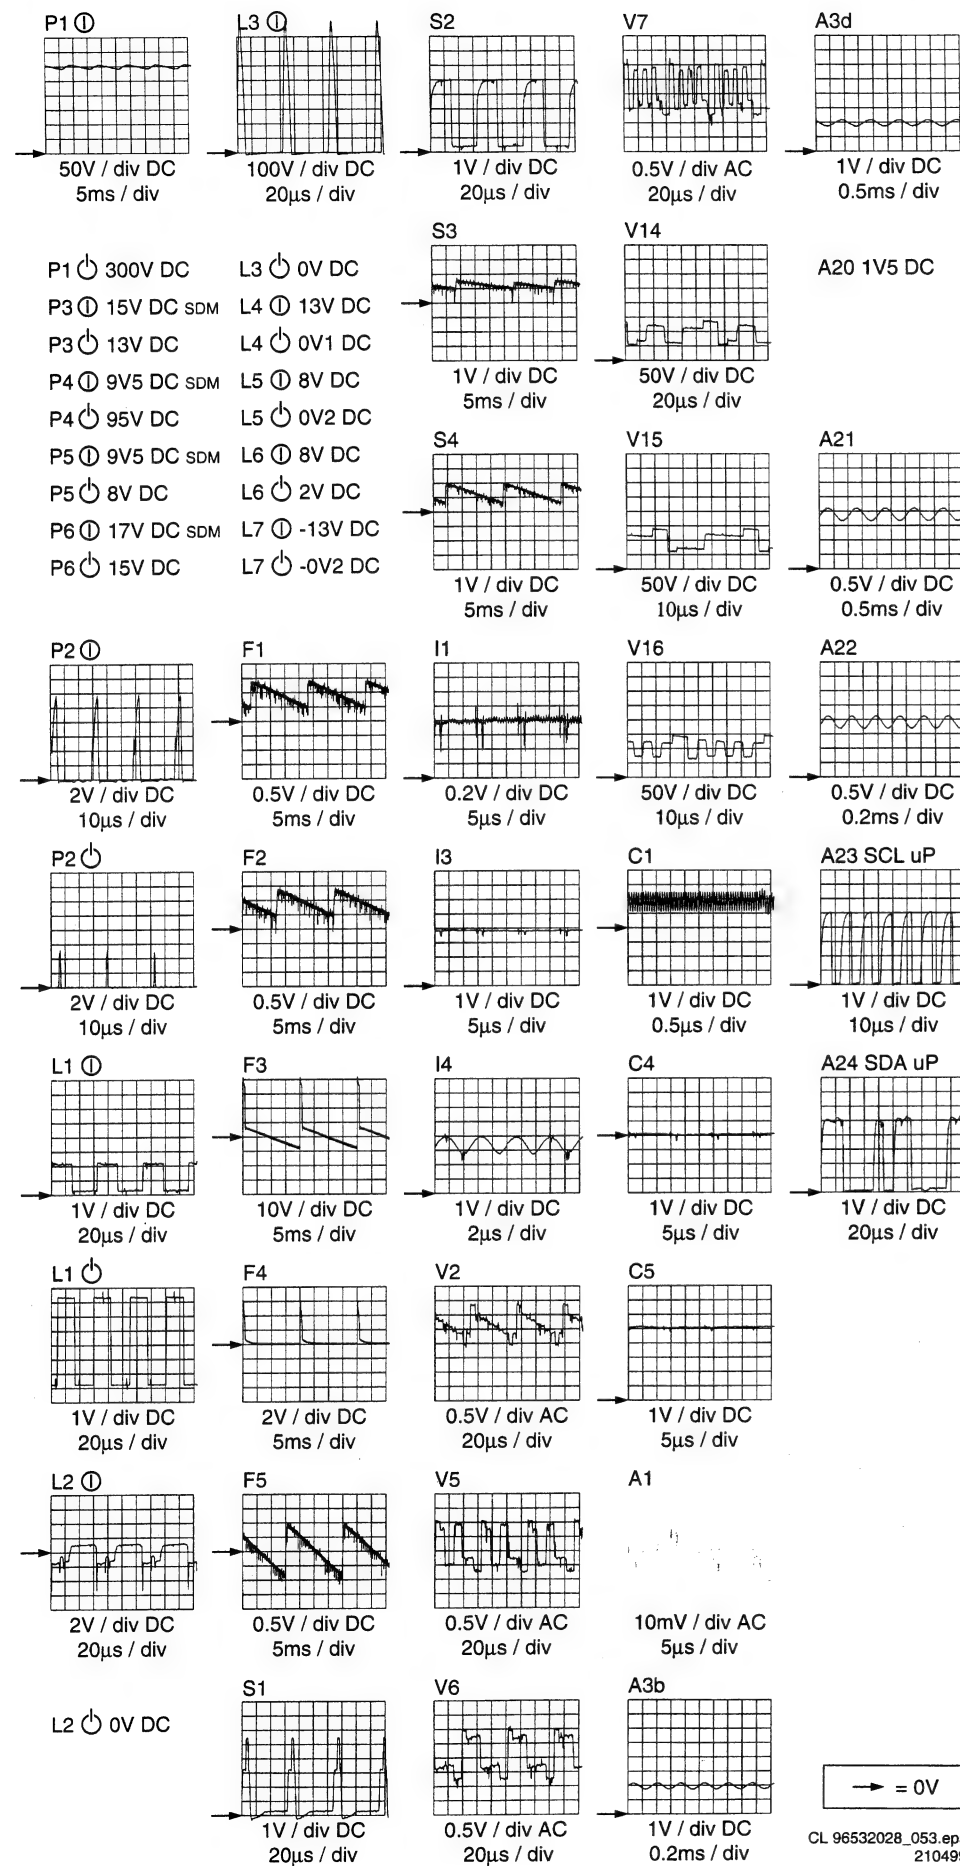 P1 ⏼
50V / div DC
5ms / div
L3 ⏼
100V / div DC
20µs / div
S2
1V / div DC
20µs / div
V7
0.5V / div AC
20µs / div
A3d
1V / div DC
0.5ms / div
P1 ⏻ 300V DC
P3 ⏼ 15V DC SDM
P3 ⏻ 13V DC
P4 ⏼ 9V5 DC SDM
P4 ⏻ 95V DC
P5 ⏼ 9V5 DC SDM
P5 ⏻ 8V DC
P6 ⏼ 17V DC SDM
P6 ⏻ 15V DC
L3 ⏻ 0V DC
L4 ⏼ 13V DC
L4 ⏻ 0V1 DC
L5 ⏼ 8V DC
L5 ⏻ 0V2 DC
L6 ⏼ 8V DC
L6 ⏻ 2V DC
L7 ⏼ -13V DC
L7 ⏻ -0V2 DC
S3
1V / div DC
5ms / div
V14
50V / div DC
20µs / div
A20 1V5 DC
S4
1V / div DC
5ms / div
V15
50V / div DC
10µs / div
A21
0.5V / div DC
0.5ms / div
P2 ⏼
2V / div DC
10µs / div
F1
0.5V / div DC
5ms / div
I1
0.2V / div DC
5µs / div
V16
50V / div DC
10µs / div
A22
0.5V / div DC
0.2ms / div
P2 ⏻
2V / div DC
10µs / div
F2
0.5V / div DC
5ms / div
I3
1V / div DC
5µs / div
C1
1V / div DC
0.5µs / div
A23 SCL uP
1V / div DC
10µs / div
L1 ⏼
1V / div DC
20µs / div
F3
10V / div DC
5ms / div
I4
1V / div DC
2µs / div
C4
1V / div DC
5µs / div
A24 SDA uP
1V / div DC
20µs / div
L1 ⏻
1V / div DC
20µs / div
F4
2V / div DC
5ms / div
V2
0.5V / div AC
20µs / div
C5
1V / div DC
5µs / div
L2 ⏼
2V / div DC
20µs / div
F5
0.5V / div DC
5ms / div
V5
0.5V / div AC
20µs / div
A1
10mV / div AC
5µs / div
L2 ⏻ 0V DC
S1
1V / div DC
20µs / div
V6
0.5V / div AC
20µs / div
A3b
1V / div DC
0.2ms / div
→ = 0V
CL 96532028_053.ep
210499